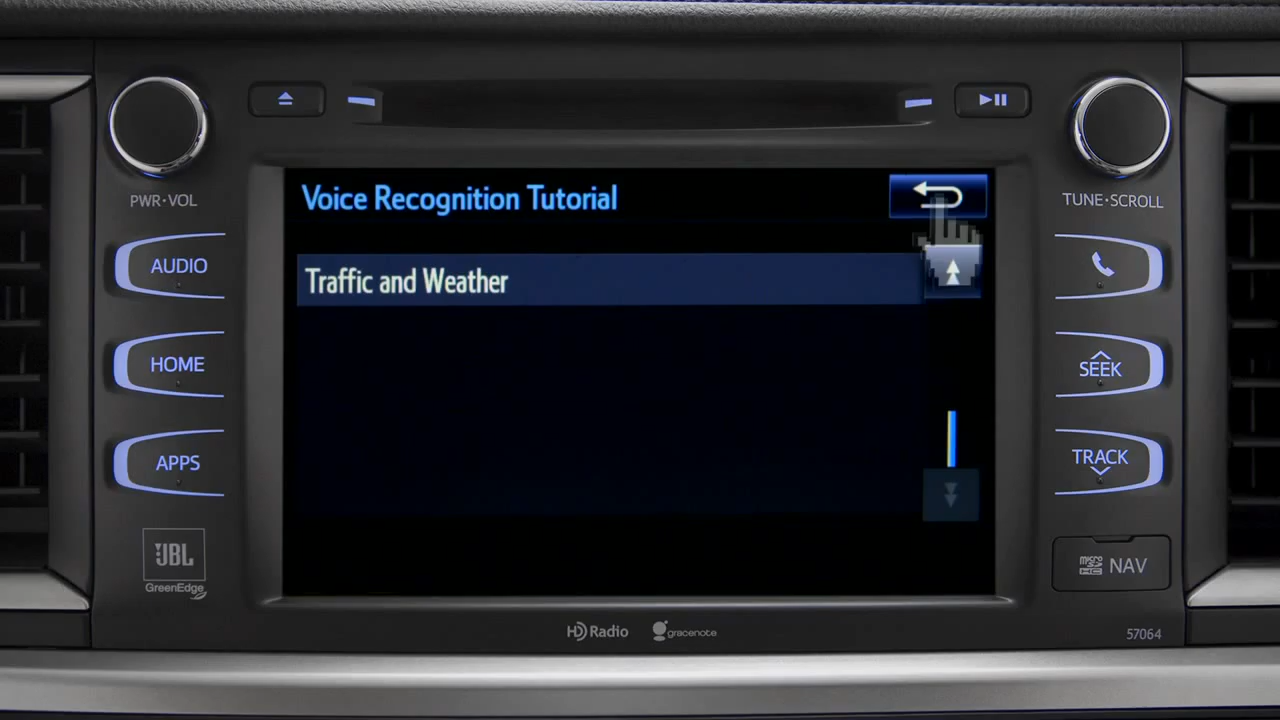 PWR•VOL
TUNE•SCROLL
Voice Recognition Tutorial
AUDIO
Traffic and Weather
HOME
SEEK
APPS
TRACK
JBL
GreenEdge
micro
HC
NAV
HD Radio
gracenote
57064